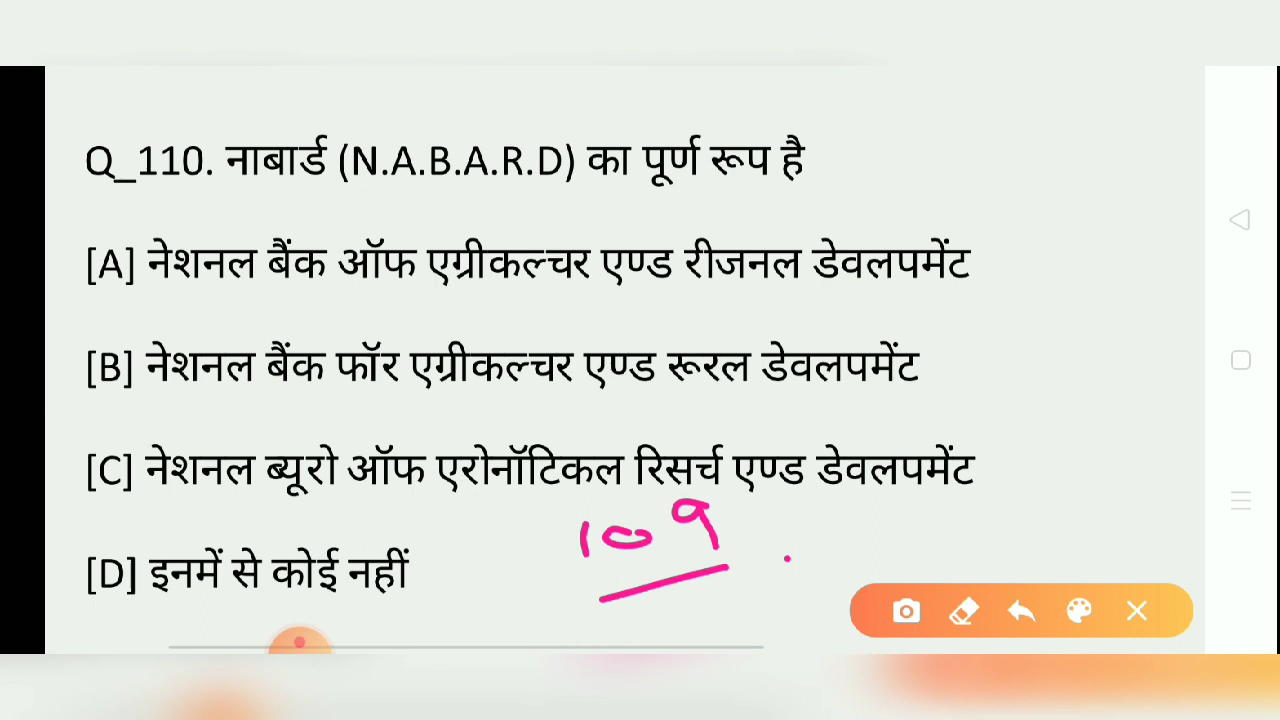 Q_110. नाबार्ड (N.A.B.A.R.D) का पूर्ण रूप है
[A] नेशनल बैंक ऑफ एग्रीकल्चर एण्ड रीजनल डेवलपमेंट
[B] नेशनल बैंक फॉर एग्रीकल्चर एण्ड रूरल डेवलपमेंट
[C] नेशनल ब्यूरो ऑफ एरोनॉटिकल रिसर्च एण्ड डेवलपमेंट
109
[D] इनमें से कोई नहीं